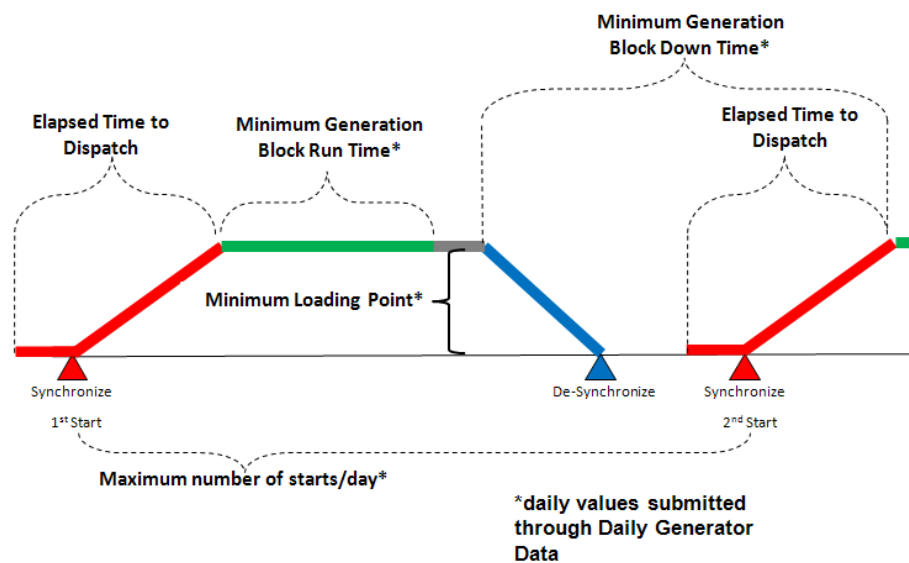 Minimum Generation
Block Down Time*
Elapsed Time to
Dispatch
Minimum Generation
Block Run Time*
Elapsed Time to
Dispatch
Minimum Loading Point*
Synchronize
De-Synchronize
Synchronize
1st Start
2nd Start
Maximum number of starts/day*
*daily values submitted
through Daily Generator
Data